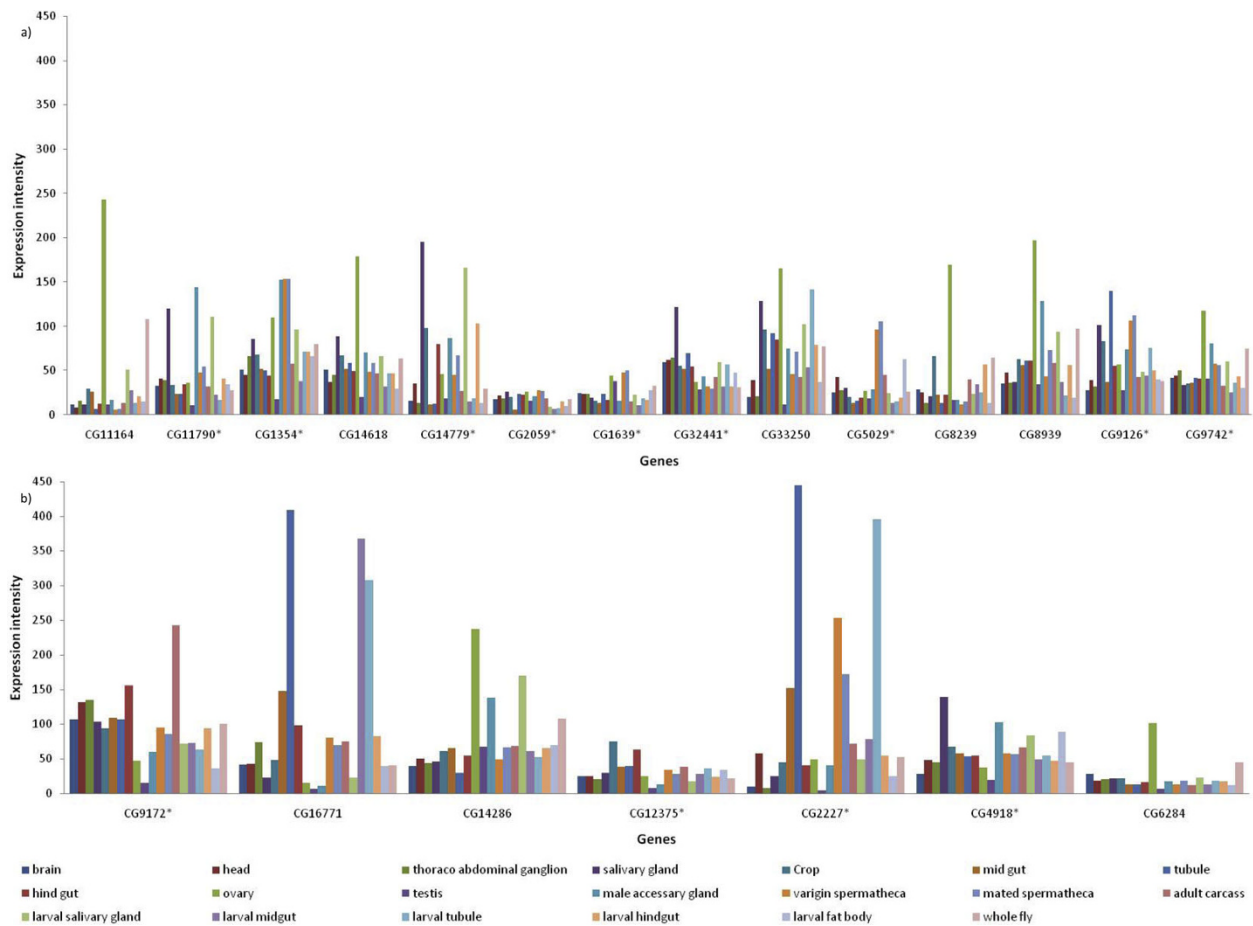 a)
450
400
350
300
250
200
150
100
50
0
Expression intensity
CG11164 CG11790* CG1354* CG14618 CG14779* CG2059* CG1639* CG32441* CG33250 CG5029* CG8239 CG8939 CG9126* CG9742*
Genes
b)
450
400
350
300
250
200
150
100
50
0
Expression intensity
CG9172* CG16771 CG14286 CG12375* CG2227* CG4918* CG6284
Genes
brain head thoraco abdominal ganglion salivary gland Crop mid gut tubule
hind gut ovary testis male accessary gland varigin spermatheca mated spermatheca adult carcass
larval salivary gland larval midgut larval tubule larval hindgut larval fat body whole fly